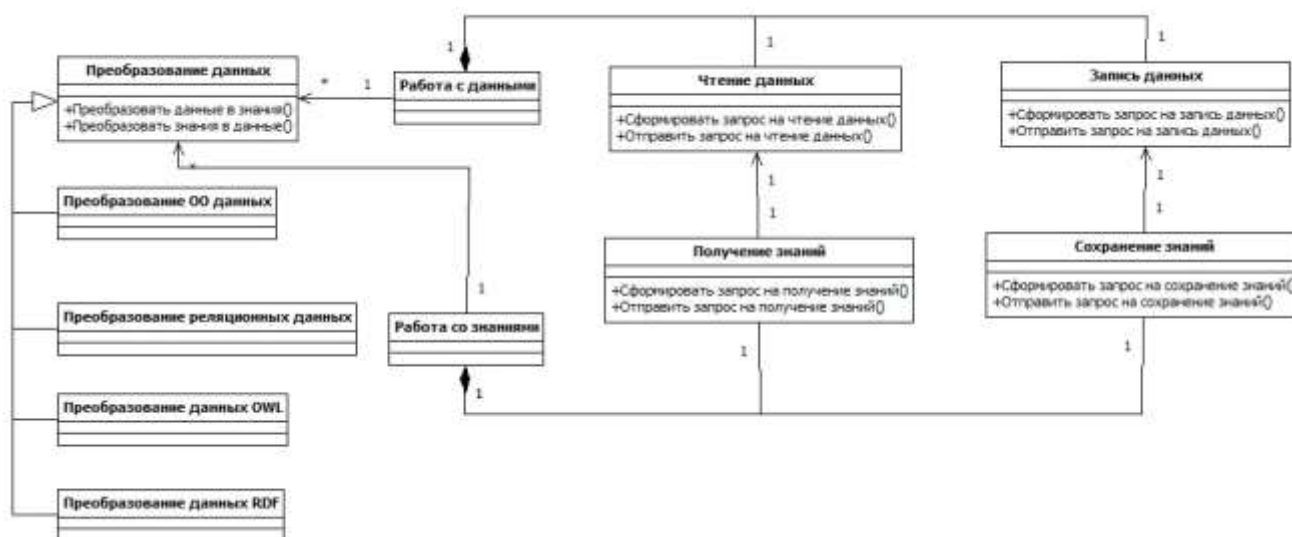 Преобразование данных
+Преобразовать данные в знания()
+Преобразовать знания в данные()
*
1
Работа с данными
1
1
Чтение данных
+Сформировать запрос на чтение данных()
+Отправить запрос на чтение данных()
1
Запись данных
+Сформировать запрос на запись данных()
+Отправить запрос на запись данных()
*
1
1
1
1
Преобразование ОО данных
Получение знаний
+Сформировать запрос на получение знаний()
+Отправить запрос на получение знаний()
Сохранение знаний
+Сформировать запрос на сохранение знаний()
+Отправить запрос на сохранение знаний()
1
Преобразование реляционных данных
Работа со знаниями
1
1
1
Преобразование данных OWL
Преобразование данных RDF